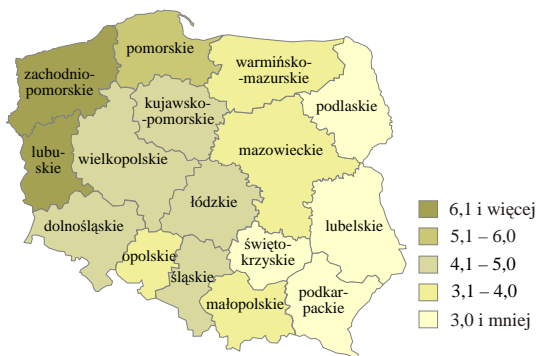 pomorskie
zachodnio-
pomorskie
warmińsko-
-mazurskie
kujawsko-
-pomorskie
podlaskie
lubu-
skie
wielkopolskie
mazowieckie
łódzkie
dolnośląskie
lubelskie
opolskie
śląskie
święto-
krzyskie
małopolskie
podkar-
packie
6,1 i więcej
5,1 – 6,0
4,1 – 5,0
3,1 – 4,0
3,0 i mniej